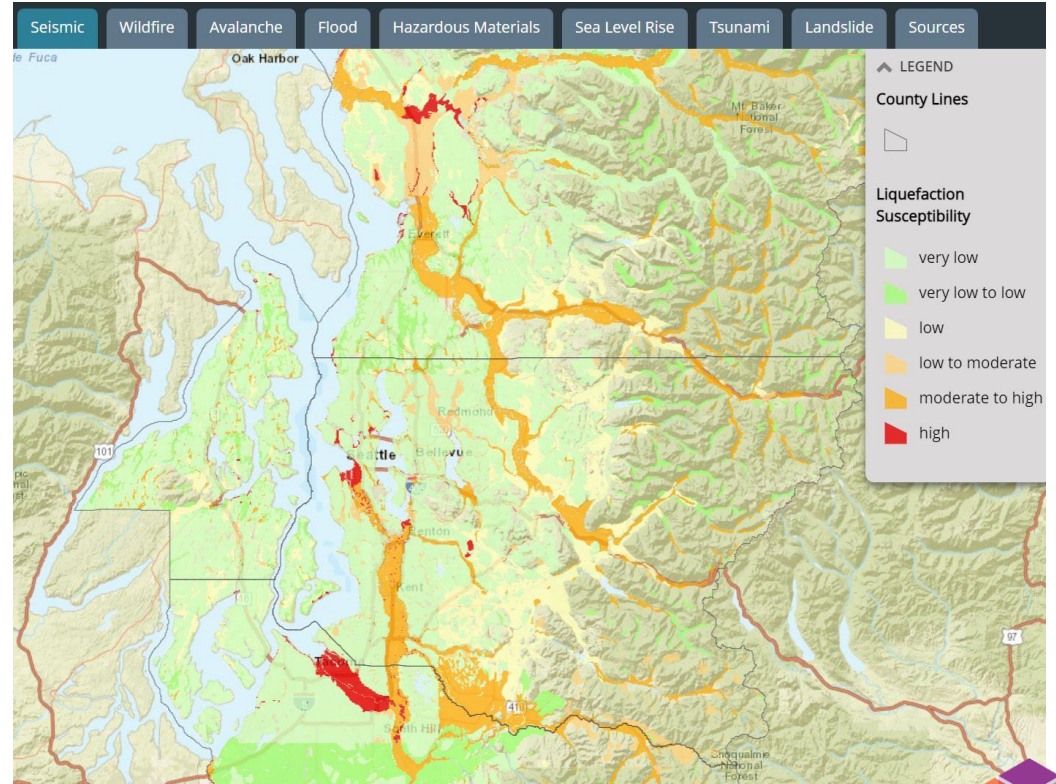 Seismic
Wildfire
Avalanche
Flood
Hazardous Materials
Sea Level Rise
Tsunami
Landslide
Sources
de Fuca
Oak Harbor
Mt. Baker
National
Forest
LEGEND
County Lines
Liquefaction
Susceptibility
very low
very low to low
low
low to moderate
moderate to high
high
Everett
Redmond
101
Bellevue
Renton
Kent
97
South Hill
410
Snoqualmie
National
Forest